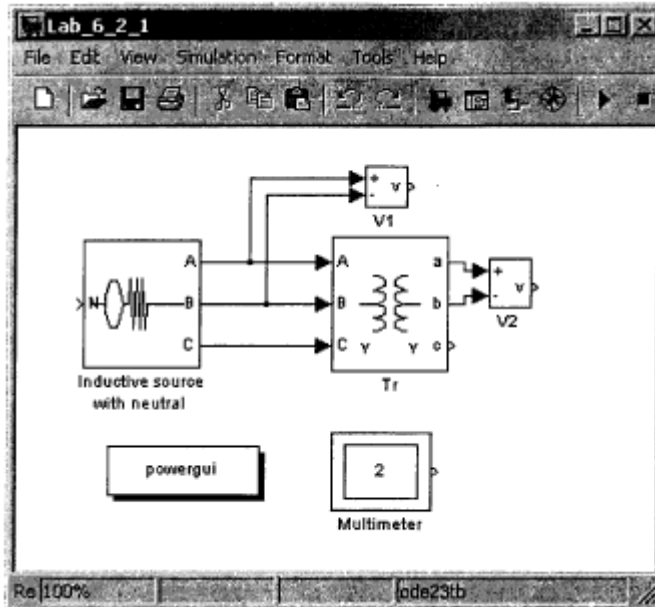 Lab_6_2_1
File Edit View Simulation Format Tools Help
+
-
v
V1
A
B
C
N
A
B
C
a
b
c
Y Y
+
-
v
V2
Inductive source
with neutral
Tr
powergui
2
Multimeter
Re 100%
ode23tb